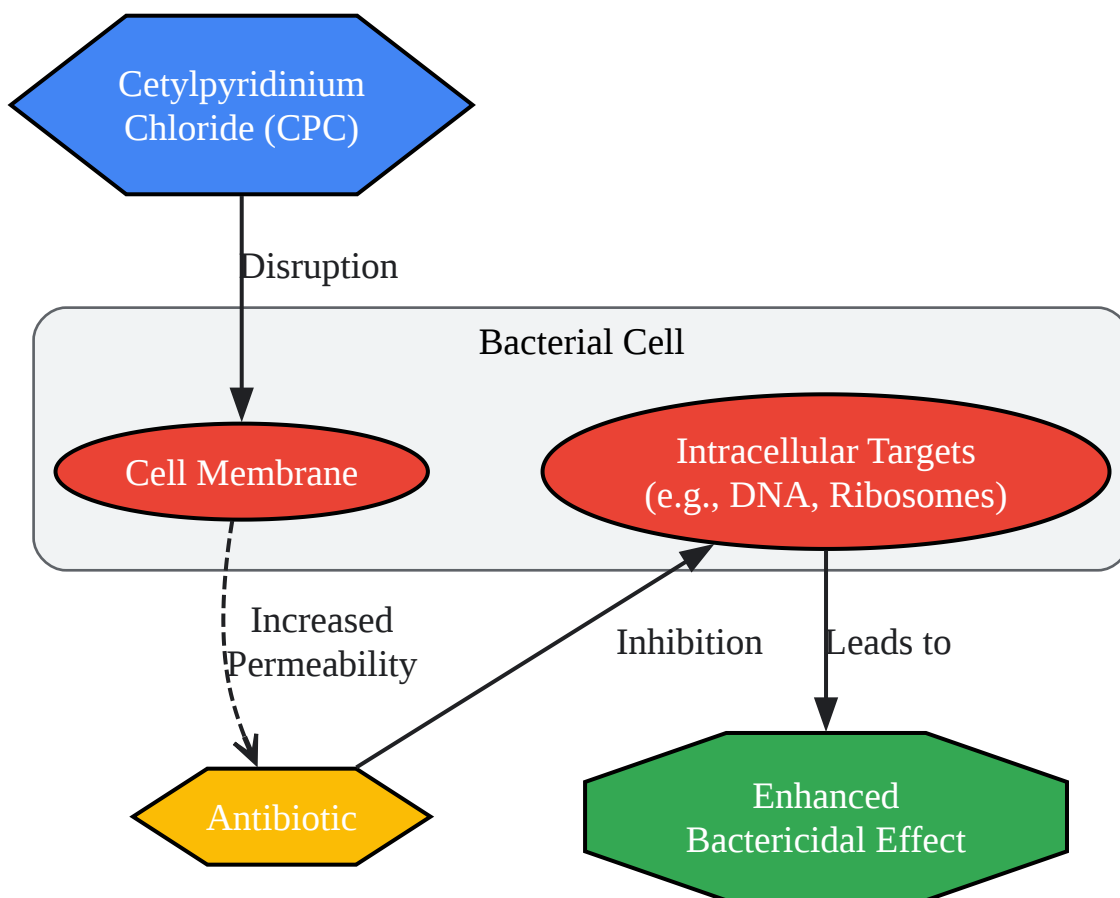 Cetylpyridinium
Chloride (CPC)
Disruption
Bacterial Cell
Cell Membrane
Intracellular Targets
(e.g., DNA, Ribosomes)
Increased
Permeability
Inhibition
Leads to
Antibiotic
Enhanced
Bactericidal Effect